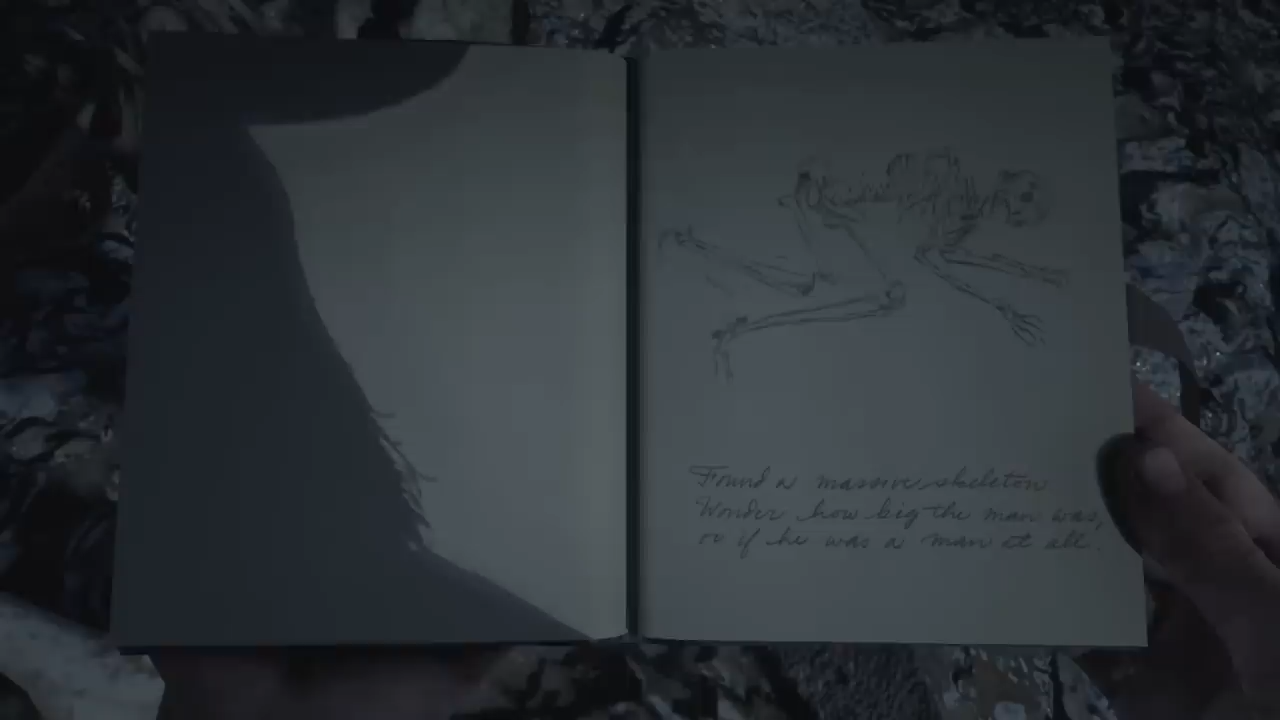 Found a massive skeleton
Wonder how big the man was,
or if he was a man at all.